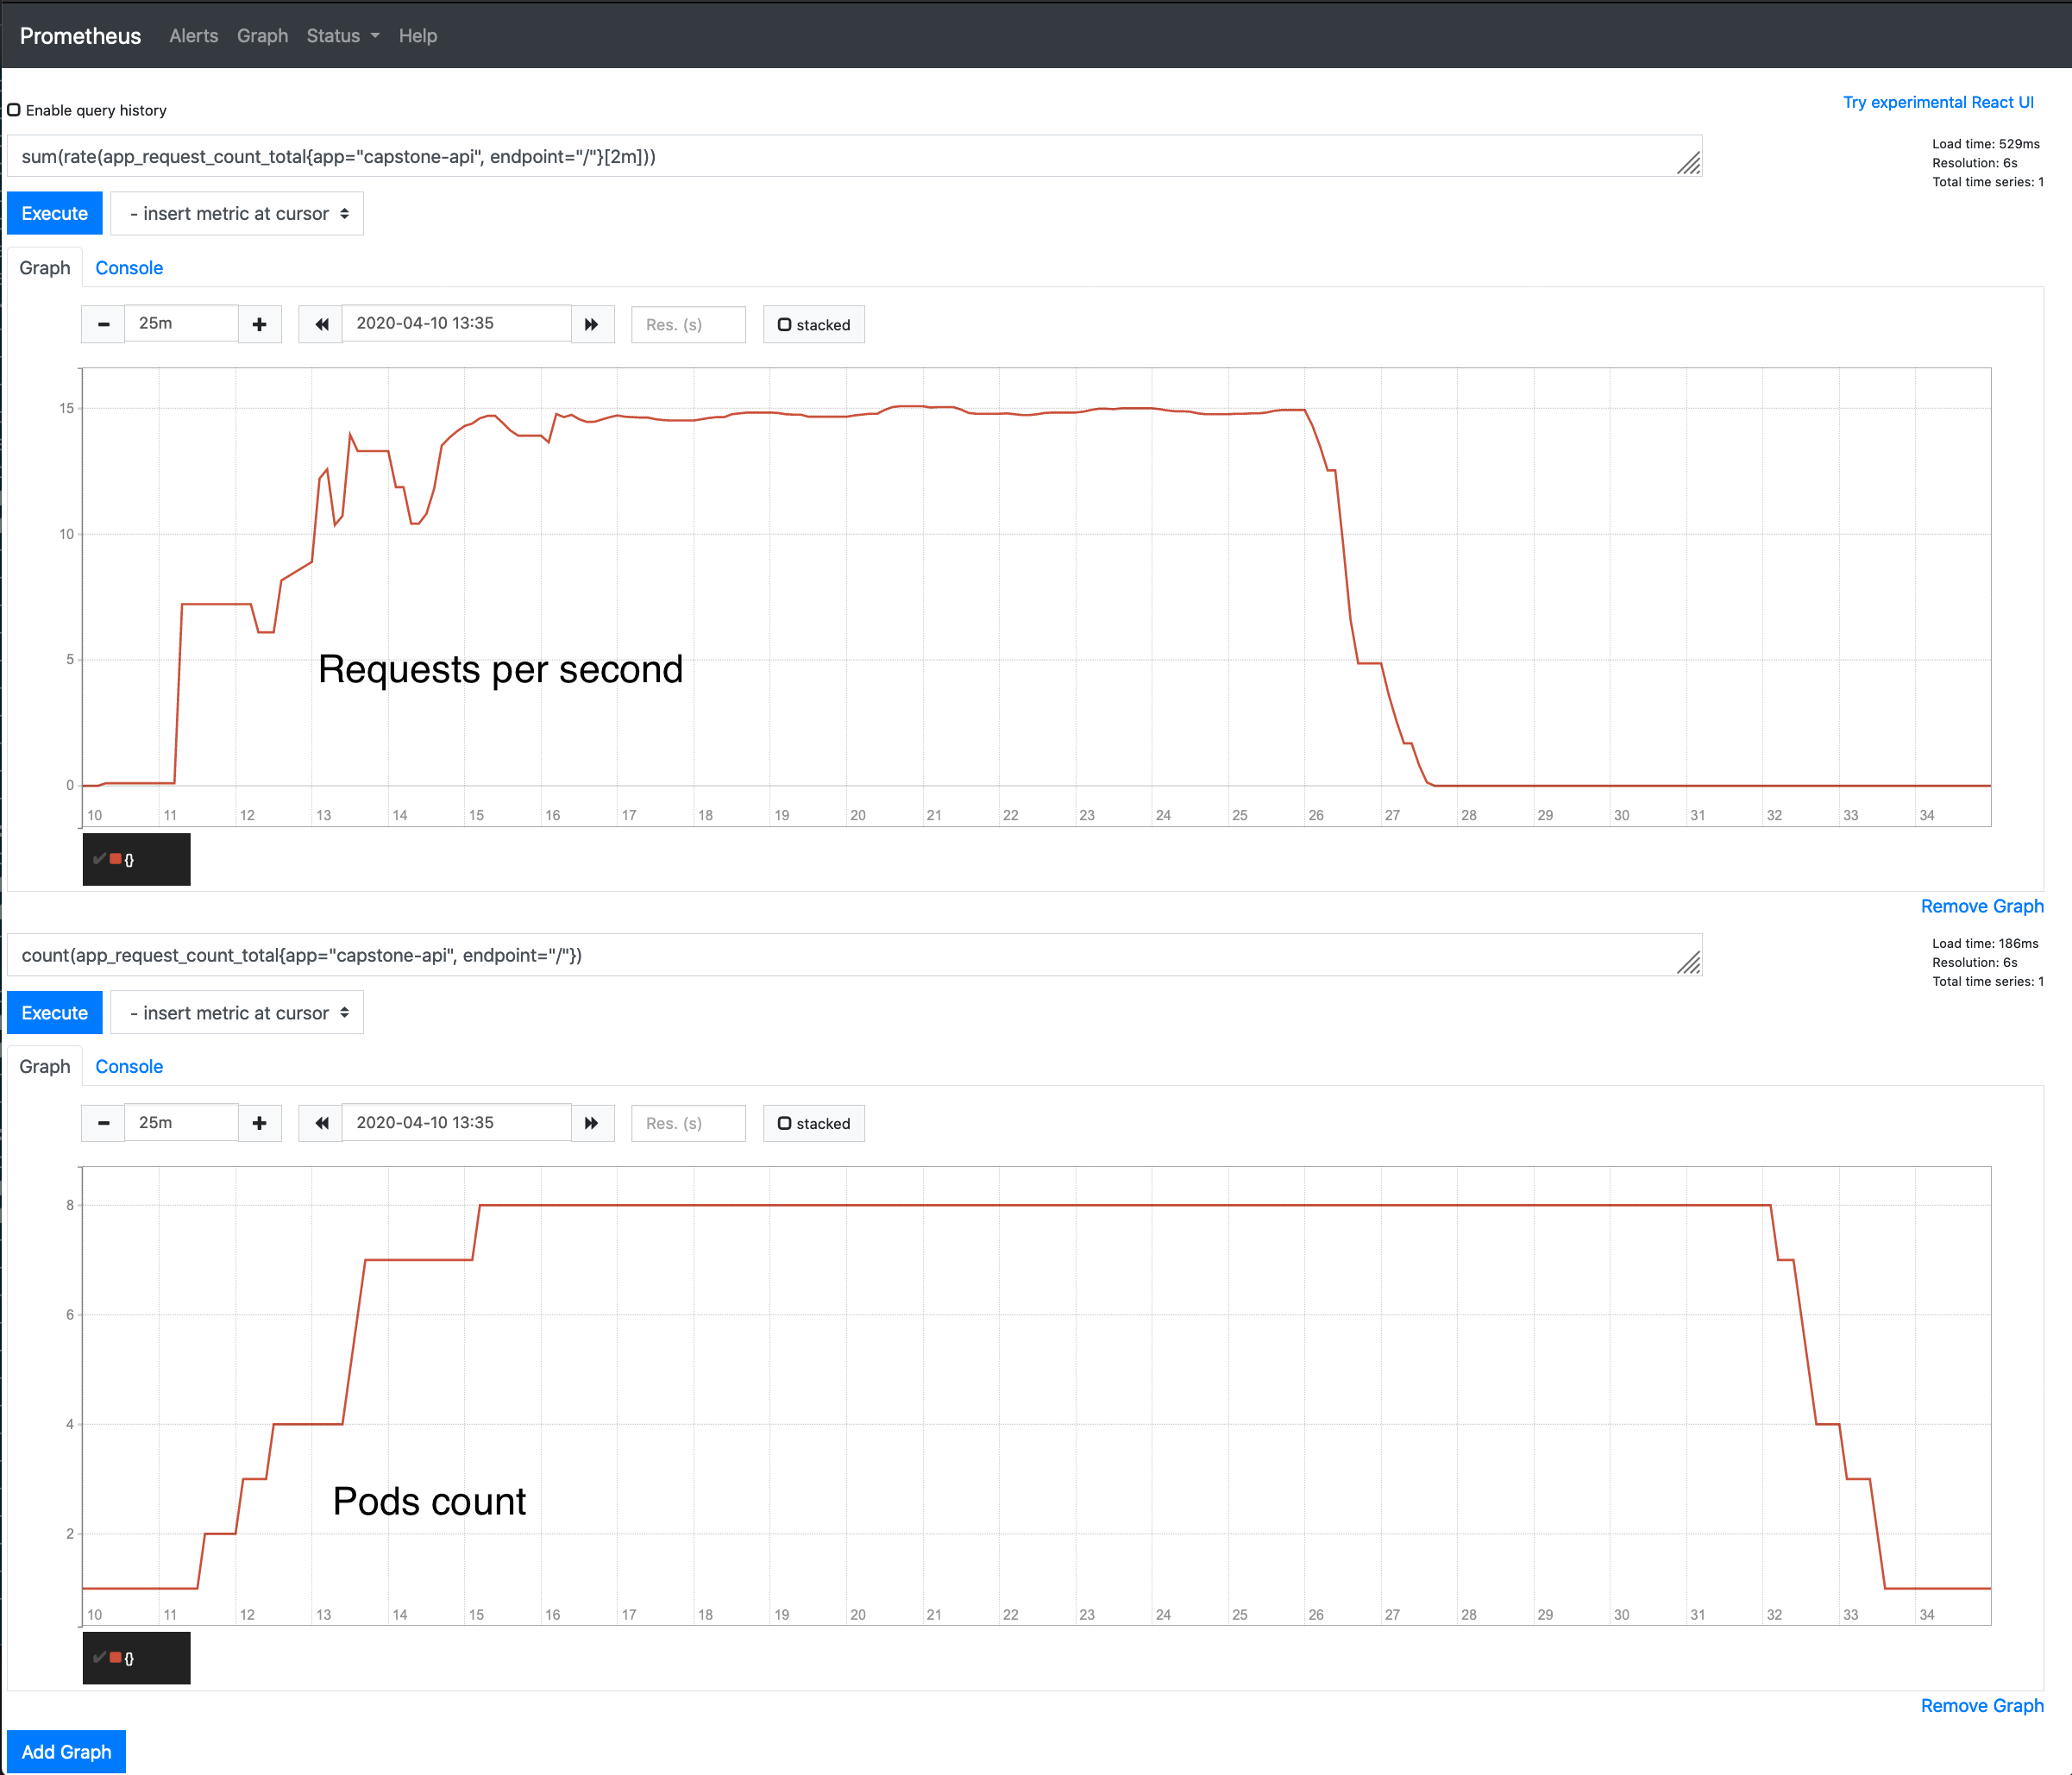 Prometheus Alerts Graph Status Help
Enable query history
Try experimental React UI
sum(rate(app_request_count_total{app="capstone-api", endpoint="/"}[2m]))
Load time: 529ms
Resolution: 6s
Total time series: 1
Execute - insert metric at cursor
Graph Console
25m 2020-04-10 13:35 Res. (s) stacked
15
10
5
0
10 11 12 13 14 15 16 17 18 19 20 21 22 23 24 25 26 27 28 29 30 31 32 33 34
Requests per second
{}
Remove Graph
count(app_request_count_total{app="capstone-api", endpoint="/"})
Load time: 186ms
Resolution: 6s
Total time series: 1
Execute - insert metric at cursor
Graph Console
25m 2020-04-10 13:35 Res. (s) stacked
8
6
4
2
Pods count
10 11 12 13 14 15 16 17 18 19 20 21 22 23 24 25 26 27 28 29 30 31 32 33 34
{}
Remove Graph
Add Graph